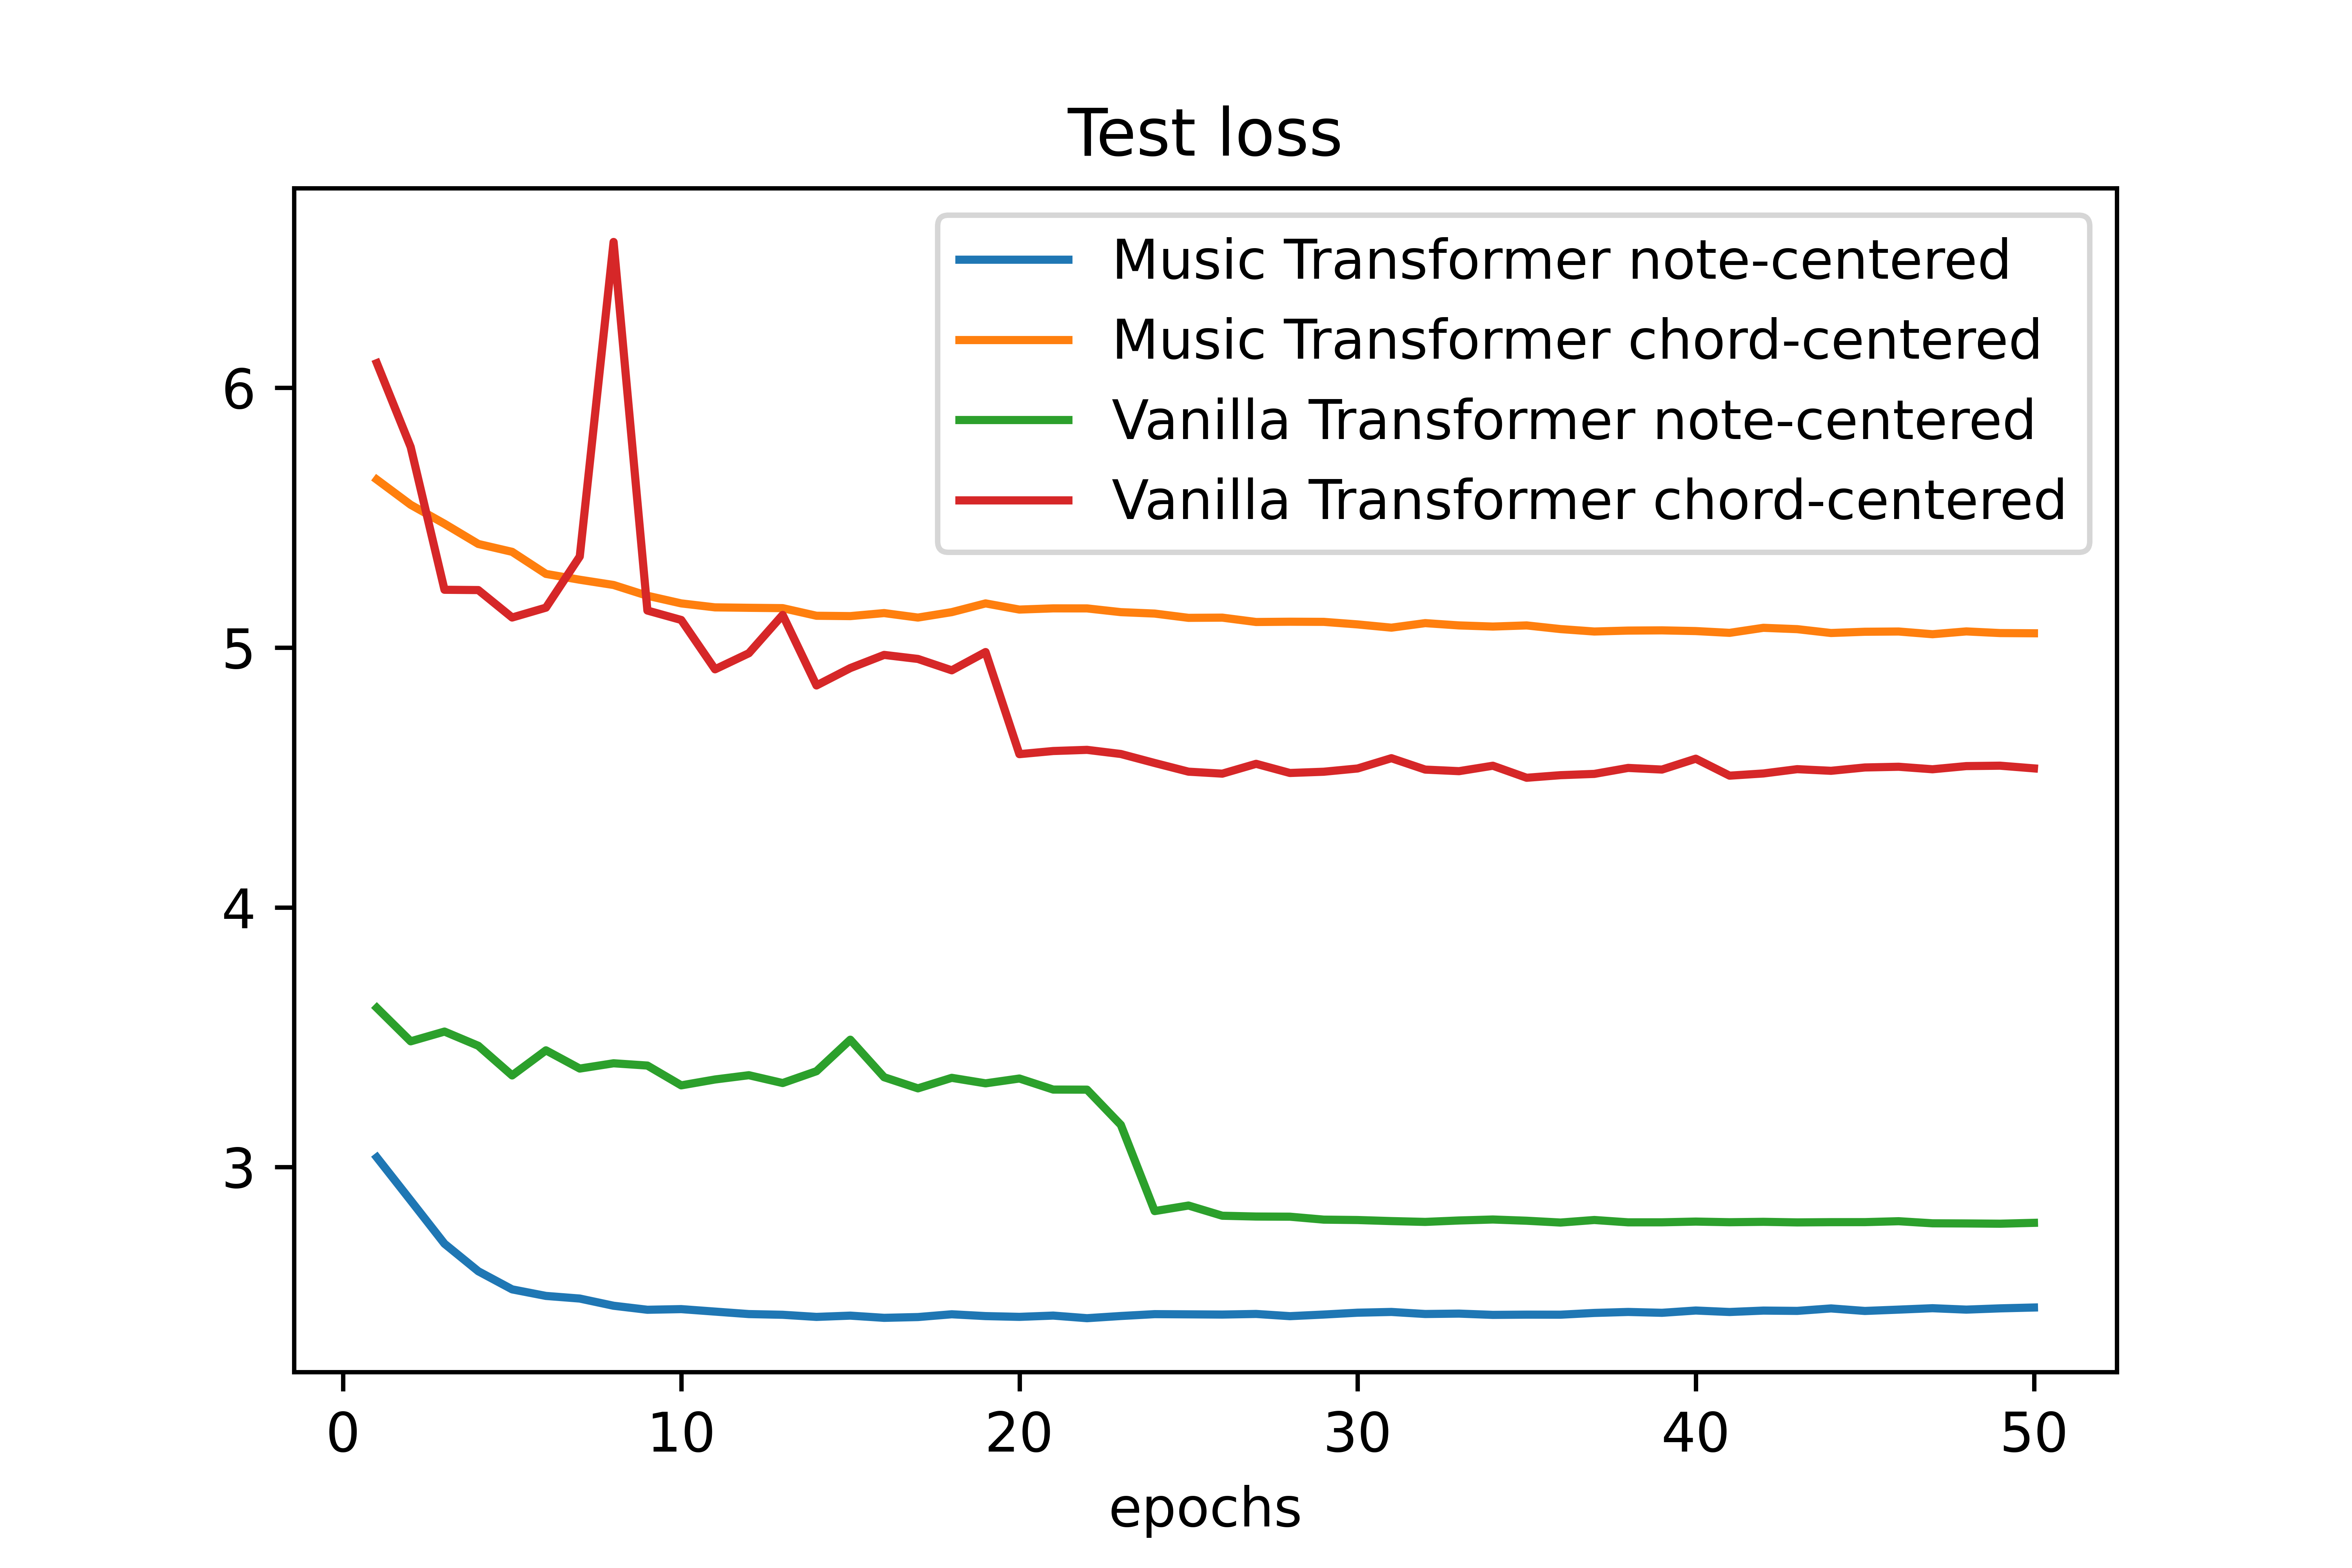 Test loss
Music Transformer note-centered
Music Transformer chord-centered
Vanilla Transformer note-centered
Vanilla Transformer chord-centered
6
5
4
3
0 10 20 30 40 50
epochs